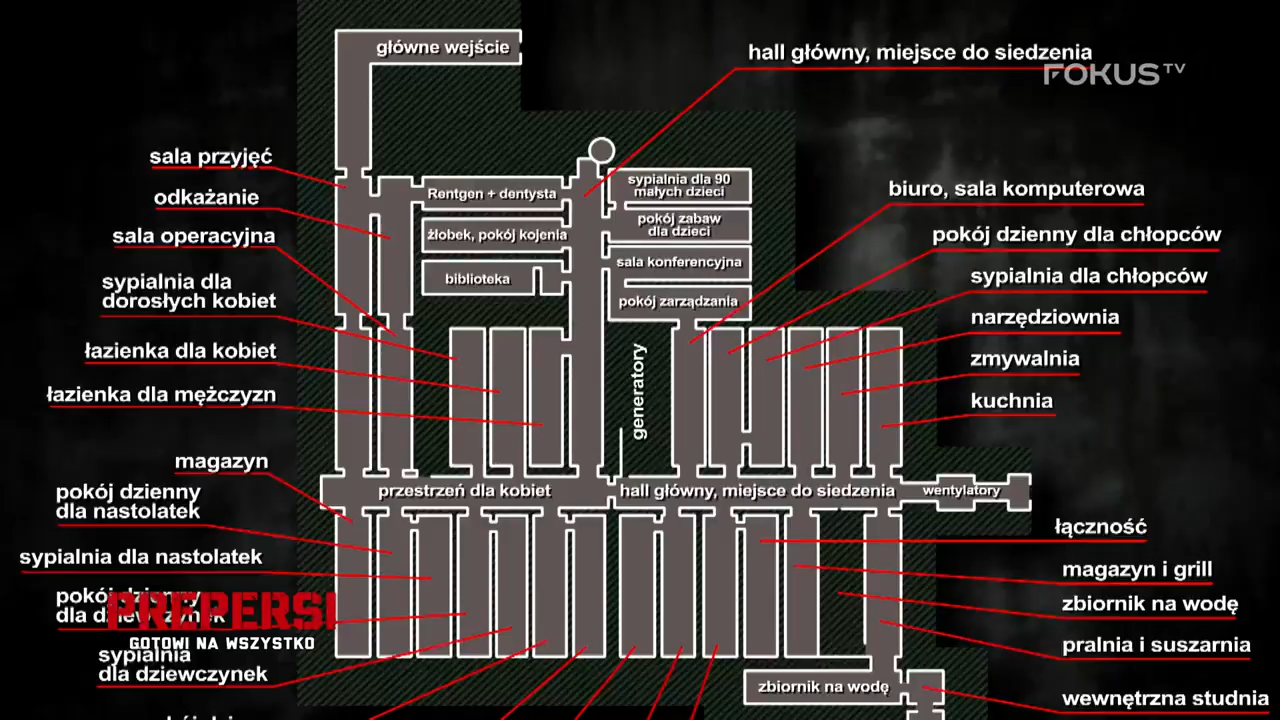 główne wejście
hall główny, miejsce do siedzenia
FOKUS TV
sala przyjęć
odkażanie
sala operacyjna
sypialnia dla
dorosłych kobiet
łazienka dla kobiet
łazienka dla mężczyzn
magazyn
pokój dzienny
dla nastolatek
sypialnia dla nastolatek
pokój dzienny
dla dziewczynek
PREPERSI
GOTOWI NA WSZYSTKO
sypialnia
dla dziewczynek
Rentgen + dentysta
żłobek, pokój kojenia
biblioteka
sypialnia dla 90
małych dzieci
pokój zabaw
dla dzieci
sala konferencyjna
pokój zarządzania
generatory
przestrzeń dla kobiet
hall główny, miejsce do siedzenia
wentylatory
biuro, sala komputerowa
pokój dzienny dla chłopców
sypialnia dla chłopców
narzędziownia
zmywalnia
kuchnia
łączność
magazyn i grill
zbiornik na wodę
pralnia i suszarnia
zbiornik na wodę
wewnętrzna studnia